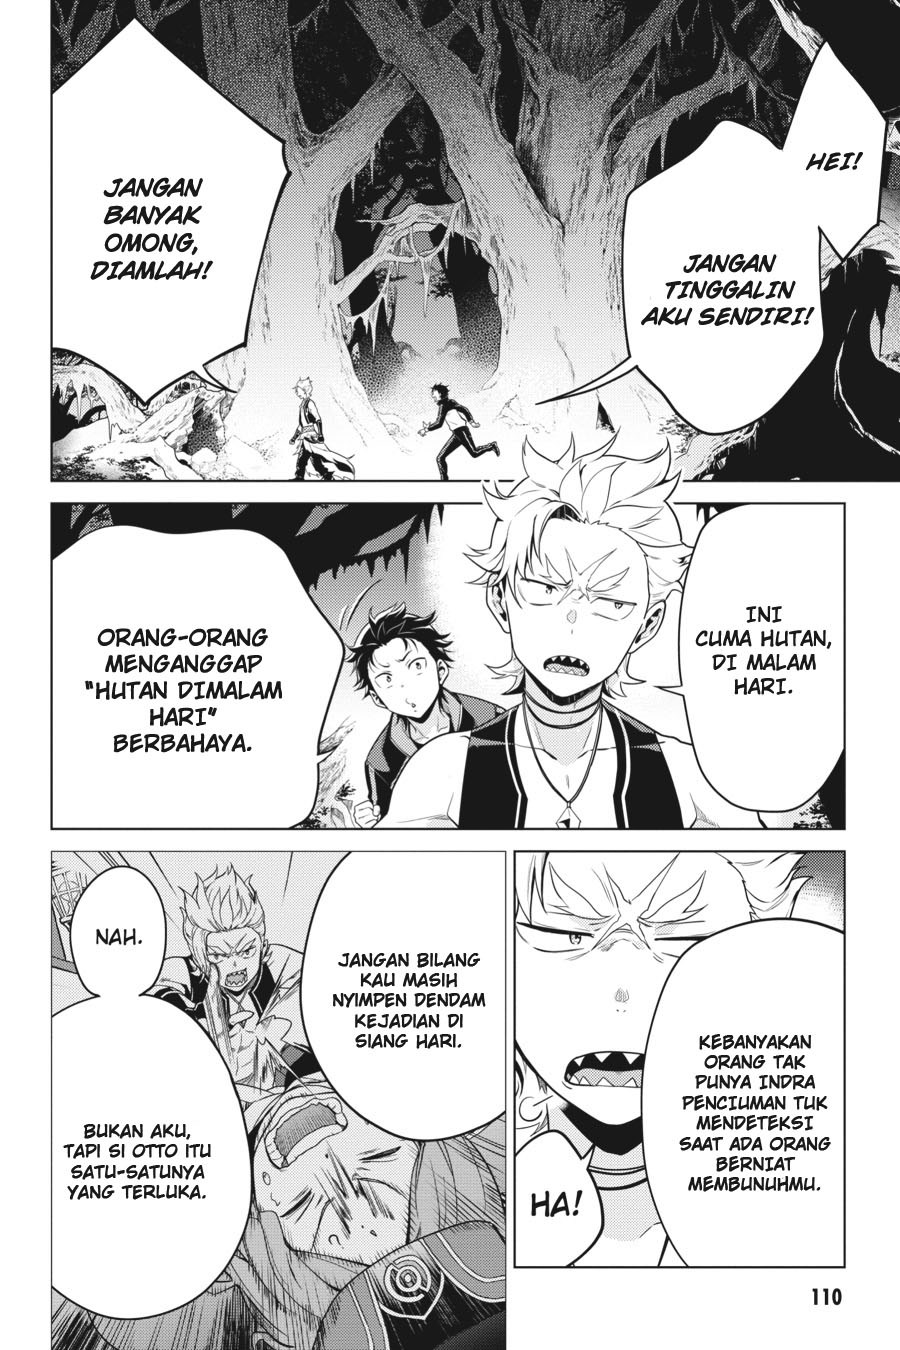 HEI!
JANGAN
TINGGALIN
AKU SENDIRI!
JANGAN
BANYAK
OMONG,
DIAMLAH!
INI
CUMA HUTAN,
DI MALAM
HARI.
ORANG-ORANG
MENGANGGAP
"HUTAN DIMALAM
HARI"
BERBAHAYA.
KEBANYAKAN
ORANG TAK
PUNYA INDRA
PENCIUMAN TUK
MENDETEKSI
SAAT ADA ORANG
BERNIAT
MEMBUNUHMU.
HA!
JANGAN BILANG
KAU MASIH
NYIMPEN DENDAM
KEJADIAN DI
SIANG HARI.
NAH.
BUKAN AKU,
TAPI SI OTTO ITU
SATU-SATUNYA
YANG TERLUKA.
110